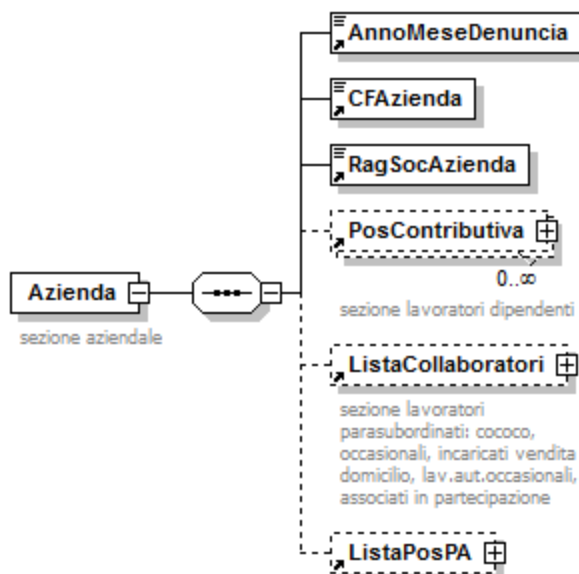 AnnoMeseDenuncia
CFAzienda
RagSocAzienda
PosContributiva
0..∞
sezione lavoratori dipendenti
Azienda
sezione aziendale
ListaCollaboratori
sezione lavoratori
parasubordinati: cococo,
occasionali, incaricati vendita
domicilio, lav.aut.occasionali,
associati in partecipazione
ListaPosPA